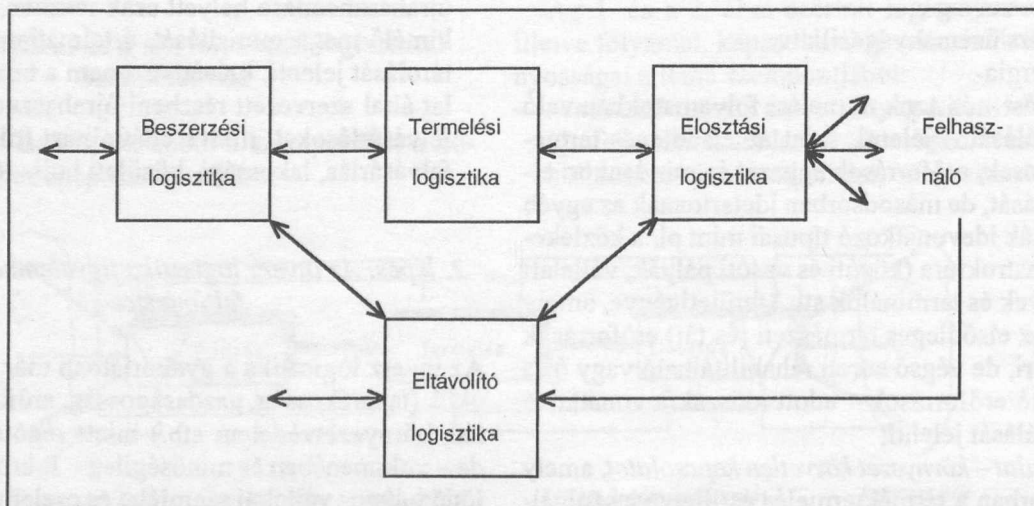 Beszerzési
logisztika
Termelési
logisztika
Elosztási
logisztika
Felhasz-
náló
Eltávolító
logisztika